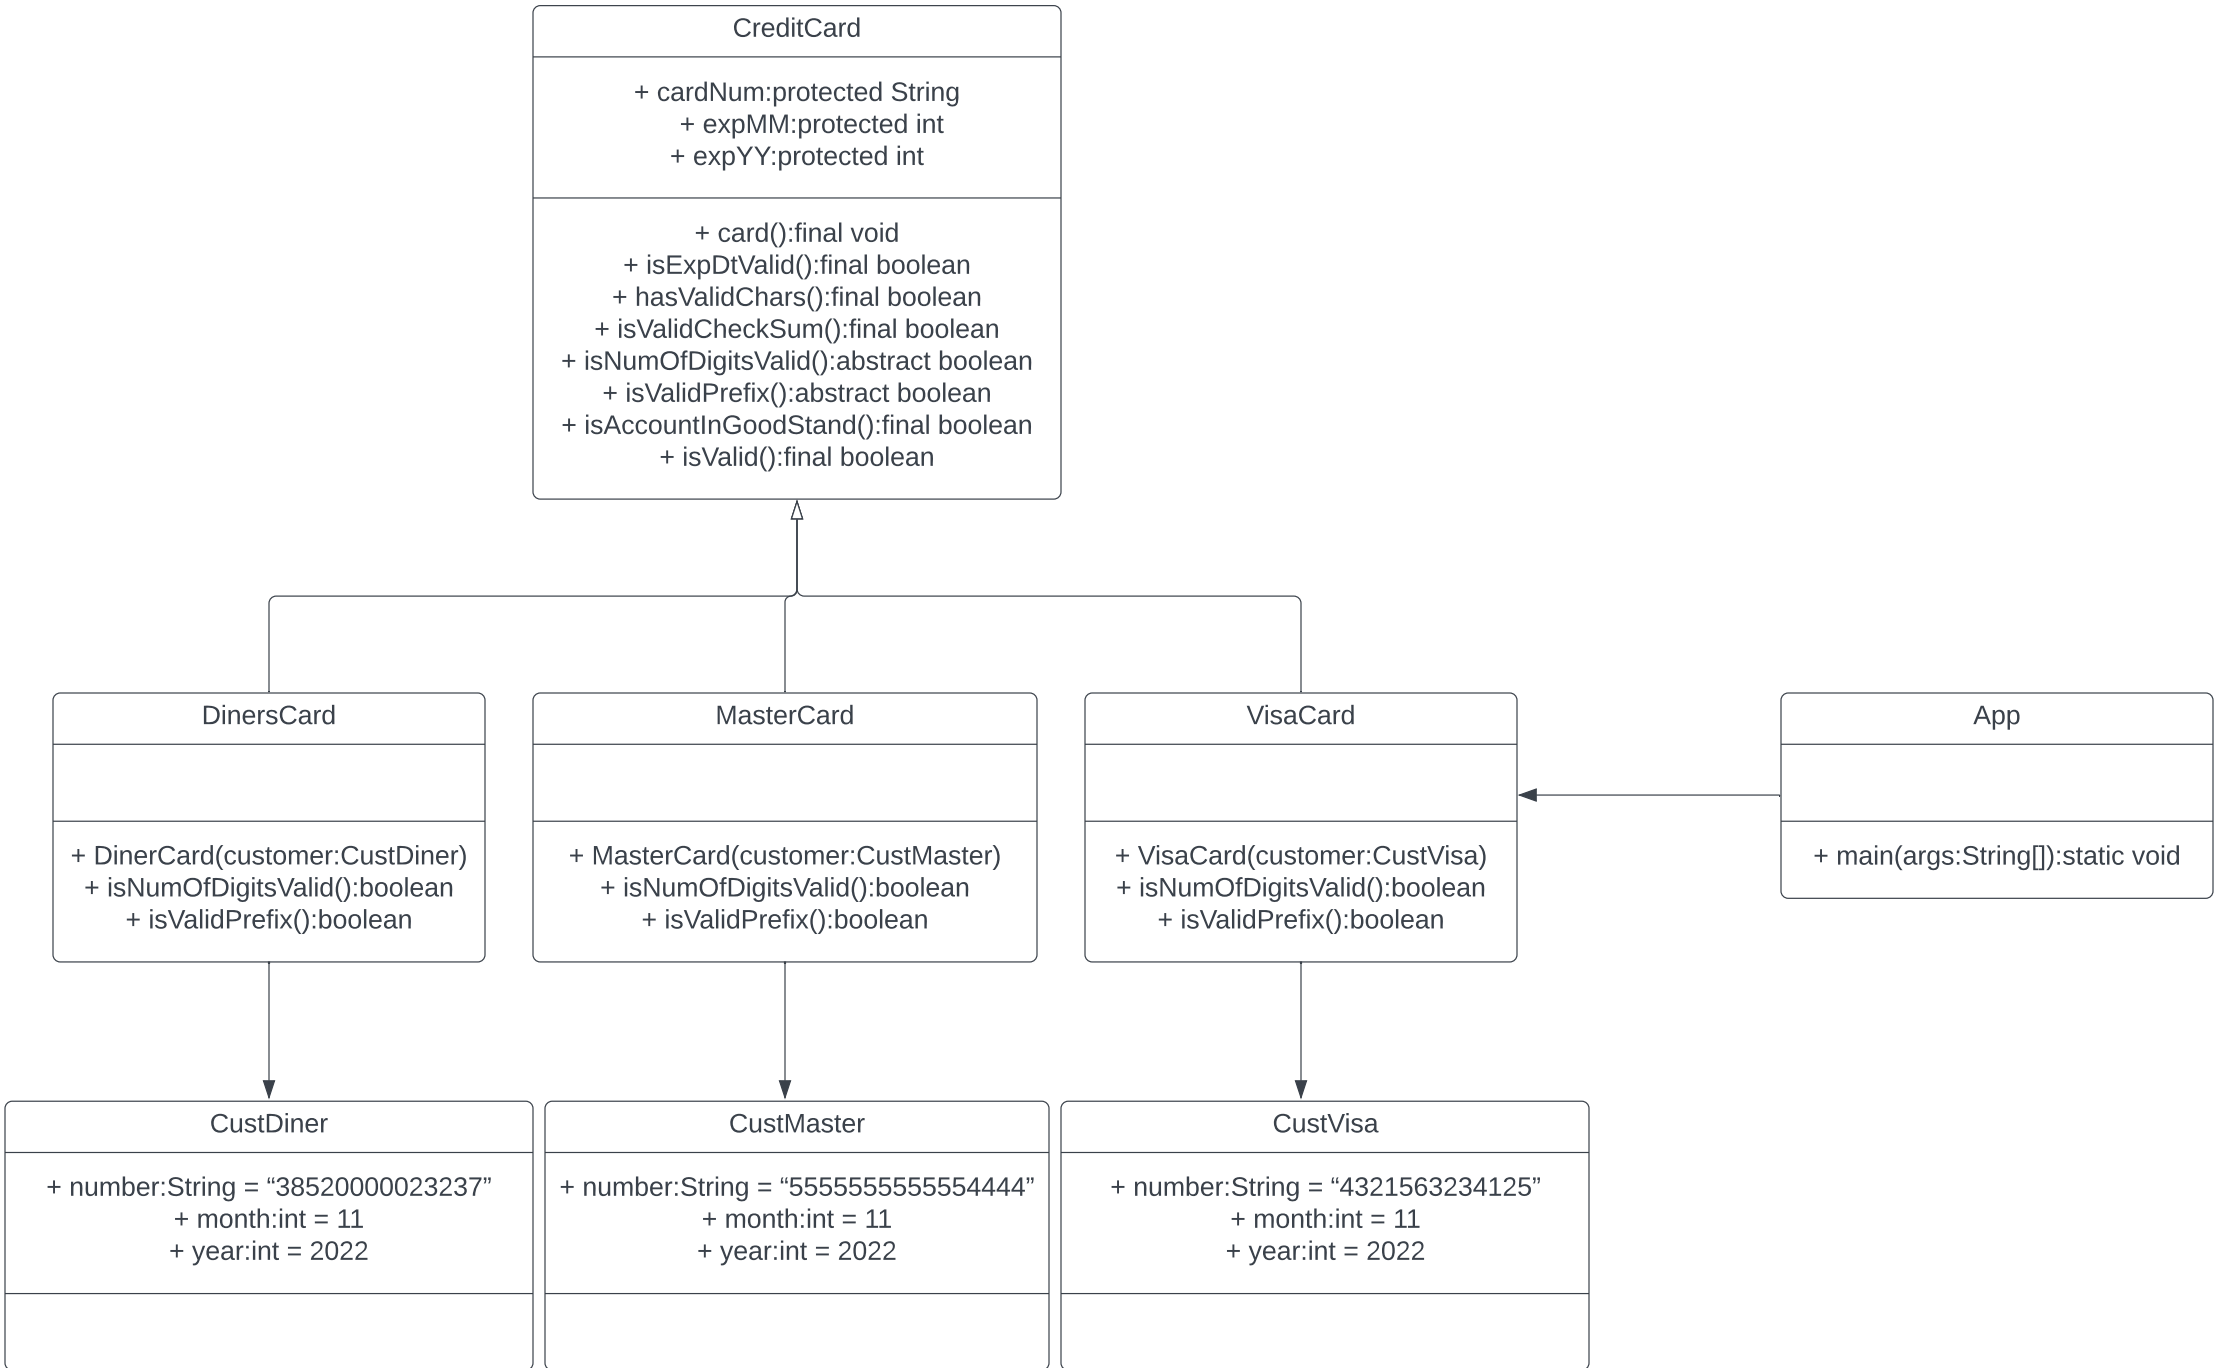 CreditCard
+ cardNum:protected String
+ expMM:protected int
+ expYY:protected int
+ card():final void
+ isExpDtValid():final boolean
+ hasValidChars():final boolean
+ isValidCheckSum():final boolean
+ isNumOfDigitsValid():abstract boolean
+ isValidPrefix():abstract boolean
+ isAccountInGoodStand():final boolean
+ isValid():final boolean
DinersCard
+ DinerCard(customer:CustDiner)
+ isNumOfDigitsValid():boolean
+ isValidPrefix():boolean
MasterCard
+ MasterCard(customer:CustMaster)
+ isNumOfDigitsValid():boolean
+ isValidPrefix():boolean
VisaCard
+ VisaCard(customer:CustVisa)
+ isNumOfDigitsValid():boolean
+ isValidPrefix():boolean
App
+ main(args:String[]):static void
CustDiner
+ number:String = “38520000023237”
+ month:int = 11
+ year:int = 2022
CustMaster
+ number:String = “5555555555554444”
+ month:int = 11
+ year:int = 2022
CustVisa
+ number:String = “4321563234125”
+ month:int = 11
+ year:int = 2022